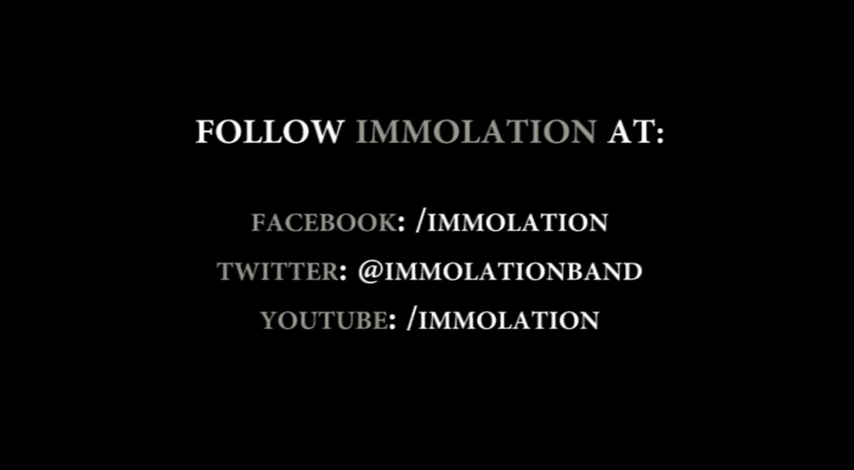 FOLLOW IMMOLATION AT:
FACEBOOK: /IMMOLATION
TWITTER: @IMMOLATIONBAND
YOUTUBE: /IMMOLATION